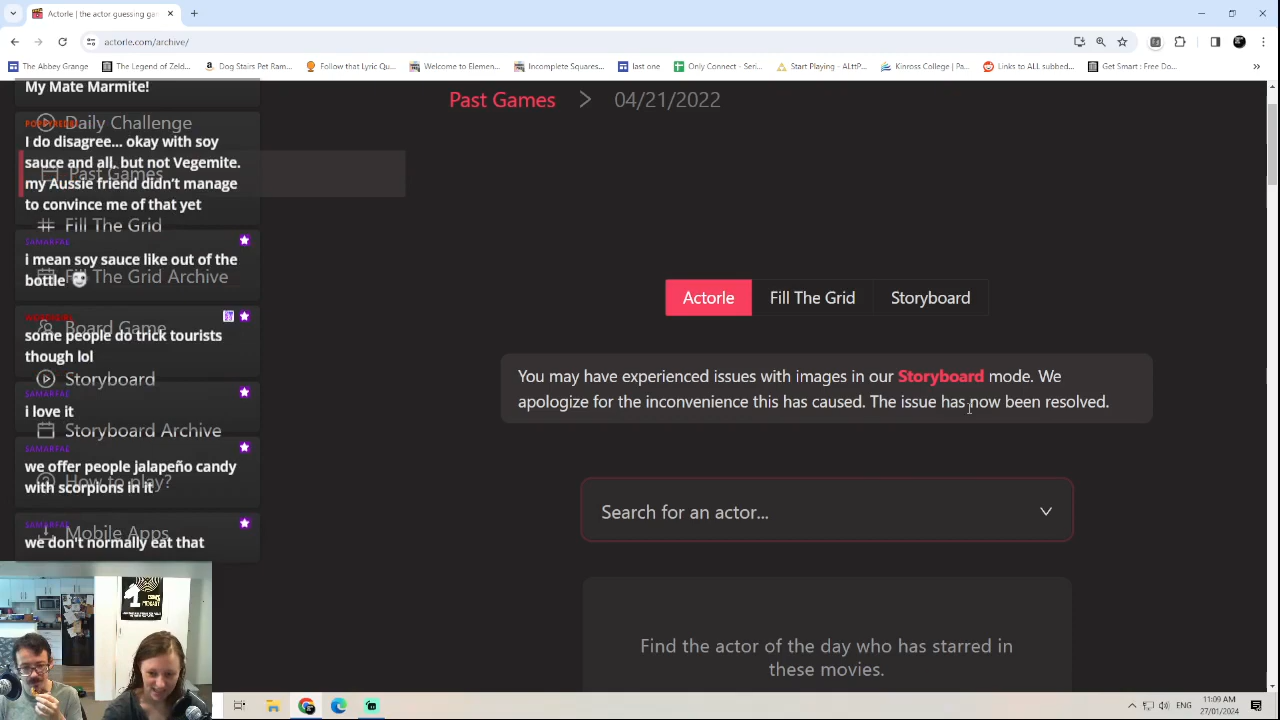 Actorle | the actor guessing ga
actorle.com/archive/
The Abbey Grange
The Legend of Zeld...
Dog Stairs Pet Ram...
Follow that Lyric Qu...
Welcome to Elemen...
Incomplete Squares...
last one
Only Connect - Ases...
Game - Starting - AlphP...
Kinross College | Pa...
Links to ALL subbed...
Get Smart : Free Do...
»
Past Games > 04/21/2022
My Mate Marmite!
Daily Challenge
I do disagree... okay with soy
sauce and all, but not Vegemite.
Past Games
my Aussie friend didn't manage
to convince me of that yet
Fill The Grid
SAMARFAE
i mean soy sauce like out of the
bottle
Fill The Grid Archive
Board Game
some people do trick tourists
though lol
Storyboard
SAMARFAE
i love it
Storyboard Archive
SAMARFAE
we offer people jalapeño candy
How to play?
with scorpions in it
SAMARFAE
Mobile Apps
we don't normally eat that
Actorle
Fill The Grid
Storyboard
You may have experienced issues with images in our Storyboard mode. We
apologize for the inconvenience this has caused. The issue has now been resolved.
Search for an actor...
Find the actor of the day who has starred in
these movies.
11:09 AM
27/01/2024